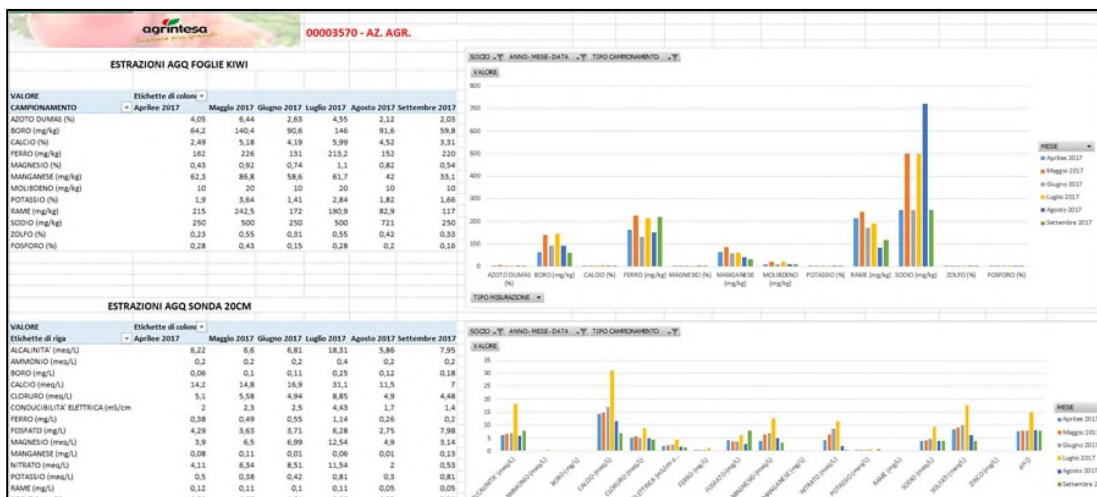 agrintesa
00003570 - AZ. AGR.
ESTRAZIONI AGQ FOGLIE KIWI
VALORE Etichette di colon
CAMPIONAMENTO Aprilee 2017 Maggio 2017 Giugno 2017 Luglio 2017 Agosto 2017 Settembre 2017
AZOTO DUMAS (%) 4,05 6,44 2,63 4,55 2,12 2,03
BORO (mg/kg) 64,2 140,4 90,6 146 91,6 59,8
CALCIO (%) 2,49 5,18 4,19 5,99 4,52 3,31
FERRO (mg/kg) 162 226 131 213,2 152 220
MAGNESIO (%) 0,43 0,92 0,74 1,1 0,82 0,54
MANGANESE (mg/kg) 62,3 86,8 58,6 61,7 42 33,1
MOLIBDENO (mg/kg) 10 20 10 20 10 10
POTASSIO (%) 1,9 3,64 1,41 2,84 1,82 1,66
RAME (mg/kg) 215 242,5 172 190,9 82,9 117
SODIO (mg/kg) 250 500 250 500 721 250
ZOLFO (%) 0,23 0,55 0,31 0,55 0,42 0,33
FOSFORO (%) 0,28 0,43 0,15 0,28 0,2 0,16
SOCIO ANNO-MESE-DATA TIPO CAMPIONAMENTO
VALORE
800
700
600
500
400
300
200
100
0
AZOTO DUMAS (%) BORO (mg/kg) CALCIO (%) FERRO (mg/kg) MAGNESIO (%) MANGANESE (mg/kg) MOLIBDENO (mg/kg) POTASSIO (%) RAME (mg/kg) SODIO (mg/kg) ZOLFO (%) FOSFORO (%)
TIPO MISURAZIONE
MESE
Aprilee 2017
Maggio 2017
Giugno 2017
Luglio 2017
Agosto 2017
Settembre 2017
ESTRAZIONI AGQ SONDA 20CM
VALORE Etichette di colon
Etichette di riga Aprilee 2017 Maggio 2017 Giugno 2017 Luglio 2017 Agosto 2017 Settembre 2017
ALCALINITA' (meq/L) 6,22 6,6 6,81 18,31 5,86 7,95
AMMONIO (meq/L) 0,2 0,2 0,2 0,4 0,2 0,2
BORO (mg/L) 0,06 0,1 0,11 0,25 0,12 0,18
CALCIO (meq/L) 14,2 14,8 16,9 31,1 11,5 7
CLORURO (meq/L) 5,1 5,58 4,94 8,85 4,9 4,48
CONDUCIBILITA' ELETTRICA (mS/cm 2 2,3 2,5 4,43 1,7 1,4
FERRO (mg/L) 0,38 0,49 0,55 1,14 0,26 0,2
FOSFATO (mg/L) 4,29 3,63 3,71 6,28 2,75 7,98
MAGNESIO (meq/L) 3,9 6,5 6,99 12,54 4,9 3,14
MANGANESE (mg/L) 0,08 0,11 0,01 0,06 0,01 0,13
NITRATO (meq/L) 4,11 6,34 8,51 11,54 2 0,53
POTASSIO (meq/L) 0,5 0,38 0,42 0,81 0,3 0,81
RAME (mg/L) 0,12 0,11 0,1 0,11 0,05 0,05
SOCIO ANNO-MESE-DATA TIPO CAMPIONAMENTO
VALORE
35
30
25
20
15
10
5
0
MESE
Aprilee 2017
Maggio 201
Giugno 201
Luglio 2017
Agosto 201
Settembre